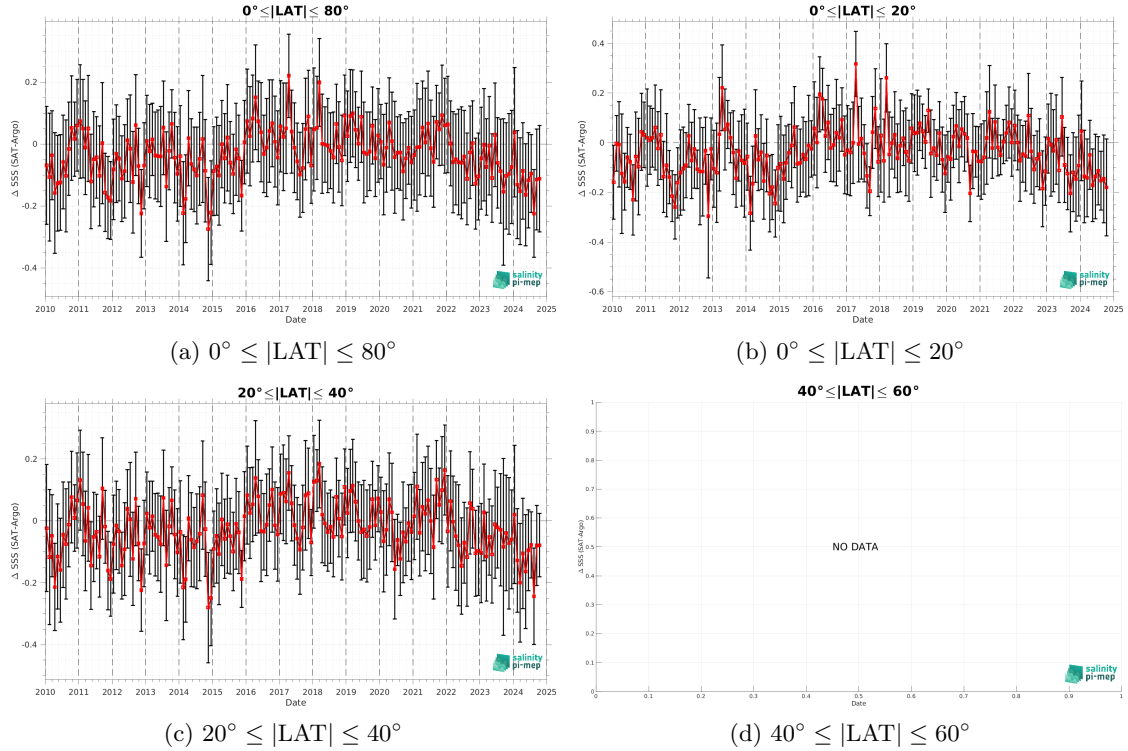 0°≤|LAT|≤ 80°
Δ SSS (SAT-Argo)
0.2
0
-0.2
-0.4
2010 2011 2012 2013 2014 2015 2016 2017 2018 2019 2020 2021 2022 2023 2024 2025
Date
salinity
pi-mep
(a) 0° ≤ |LAT| ≤ 80°
0°≤|LAT|≤ 20°
Δ SSS (SAT-Argo)
0.4
0.2
0
-0.2
-0.4
-0.6
2010 2011 2012 2013 2014 2015 2016 2017 2018 2019 2020 2021 2022 2023 2024 2025
Date
salinity
pi-mep
(b) 0° ≤ |LAT| ≤ 20°
20°≤|LAT|≤ 40°
Δ SSS (SAT-Argo)
0.2
0
-0.2
-0.4
2010 2011 2012 2013 2014 2015 2016 2017 2018 2019 2020 2021 2022 2023 2024 2025
Date
salinity
pi-mep
(c) 20° ≤ |LAT| ≤ 40°
40°≤|LAT|≤ 60°
Δ SSS (SAT-Argo)
1
0.9
0.8
0.7
0.6
0.5
0.4
0.3
0.2
0.1
0
NO DATA
0 0.1 0.2 0.3 0.4 0.5 0.6 0.7 0.8 0.9 1
Date
salinity
pi-mep
(d) 40° ≤ |LAT| ≤ 60°